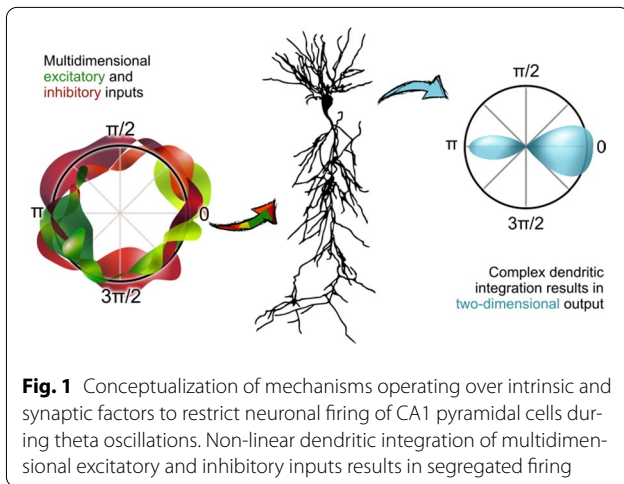 Multidimensional
excitatory and
inhibitory inputs
π/2
π
0
3π/2
π/2
π
0
3π/2
Complex dendritic
integration results in
two-dimensional output
Fig. 1 Conceptualization of mechanisms operating over intrinsic and
synaptic factors to restrict neuronal firing of CA1 pyramidal cells dur-
ing theta oscillations. Non-linear dendritic integration of multidimen-
sional excitatory and inhibitory inputs results in segregated firing